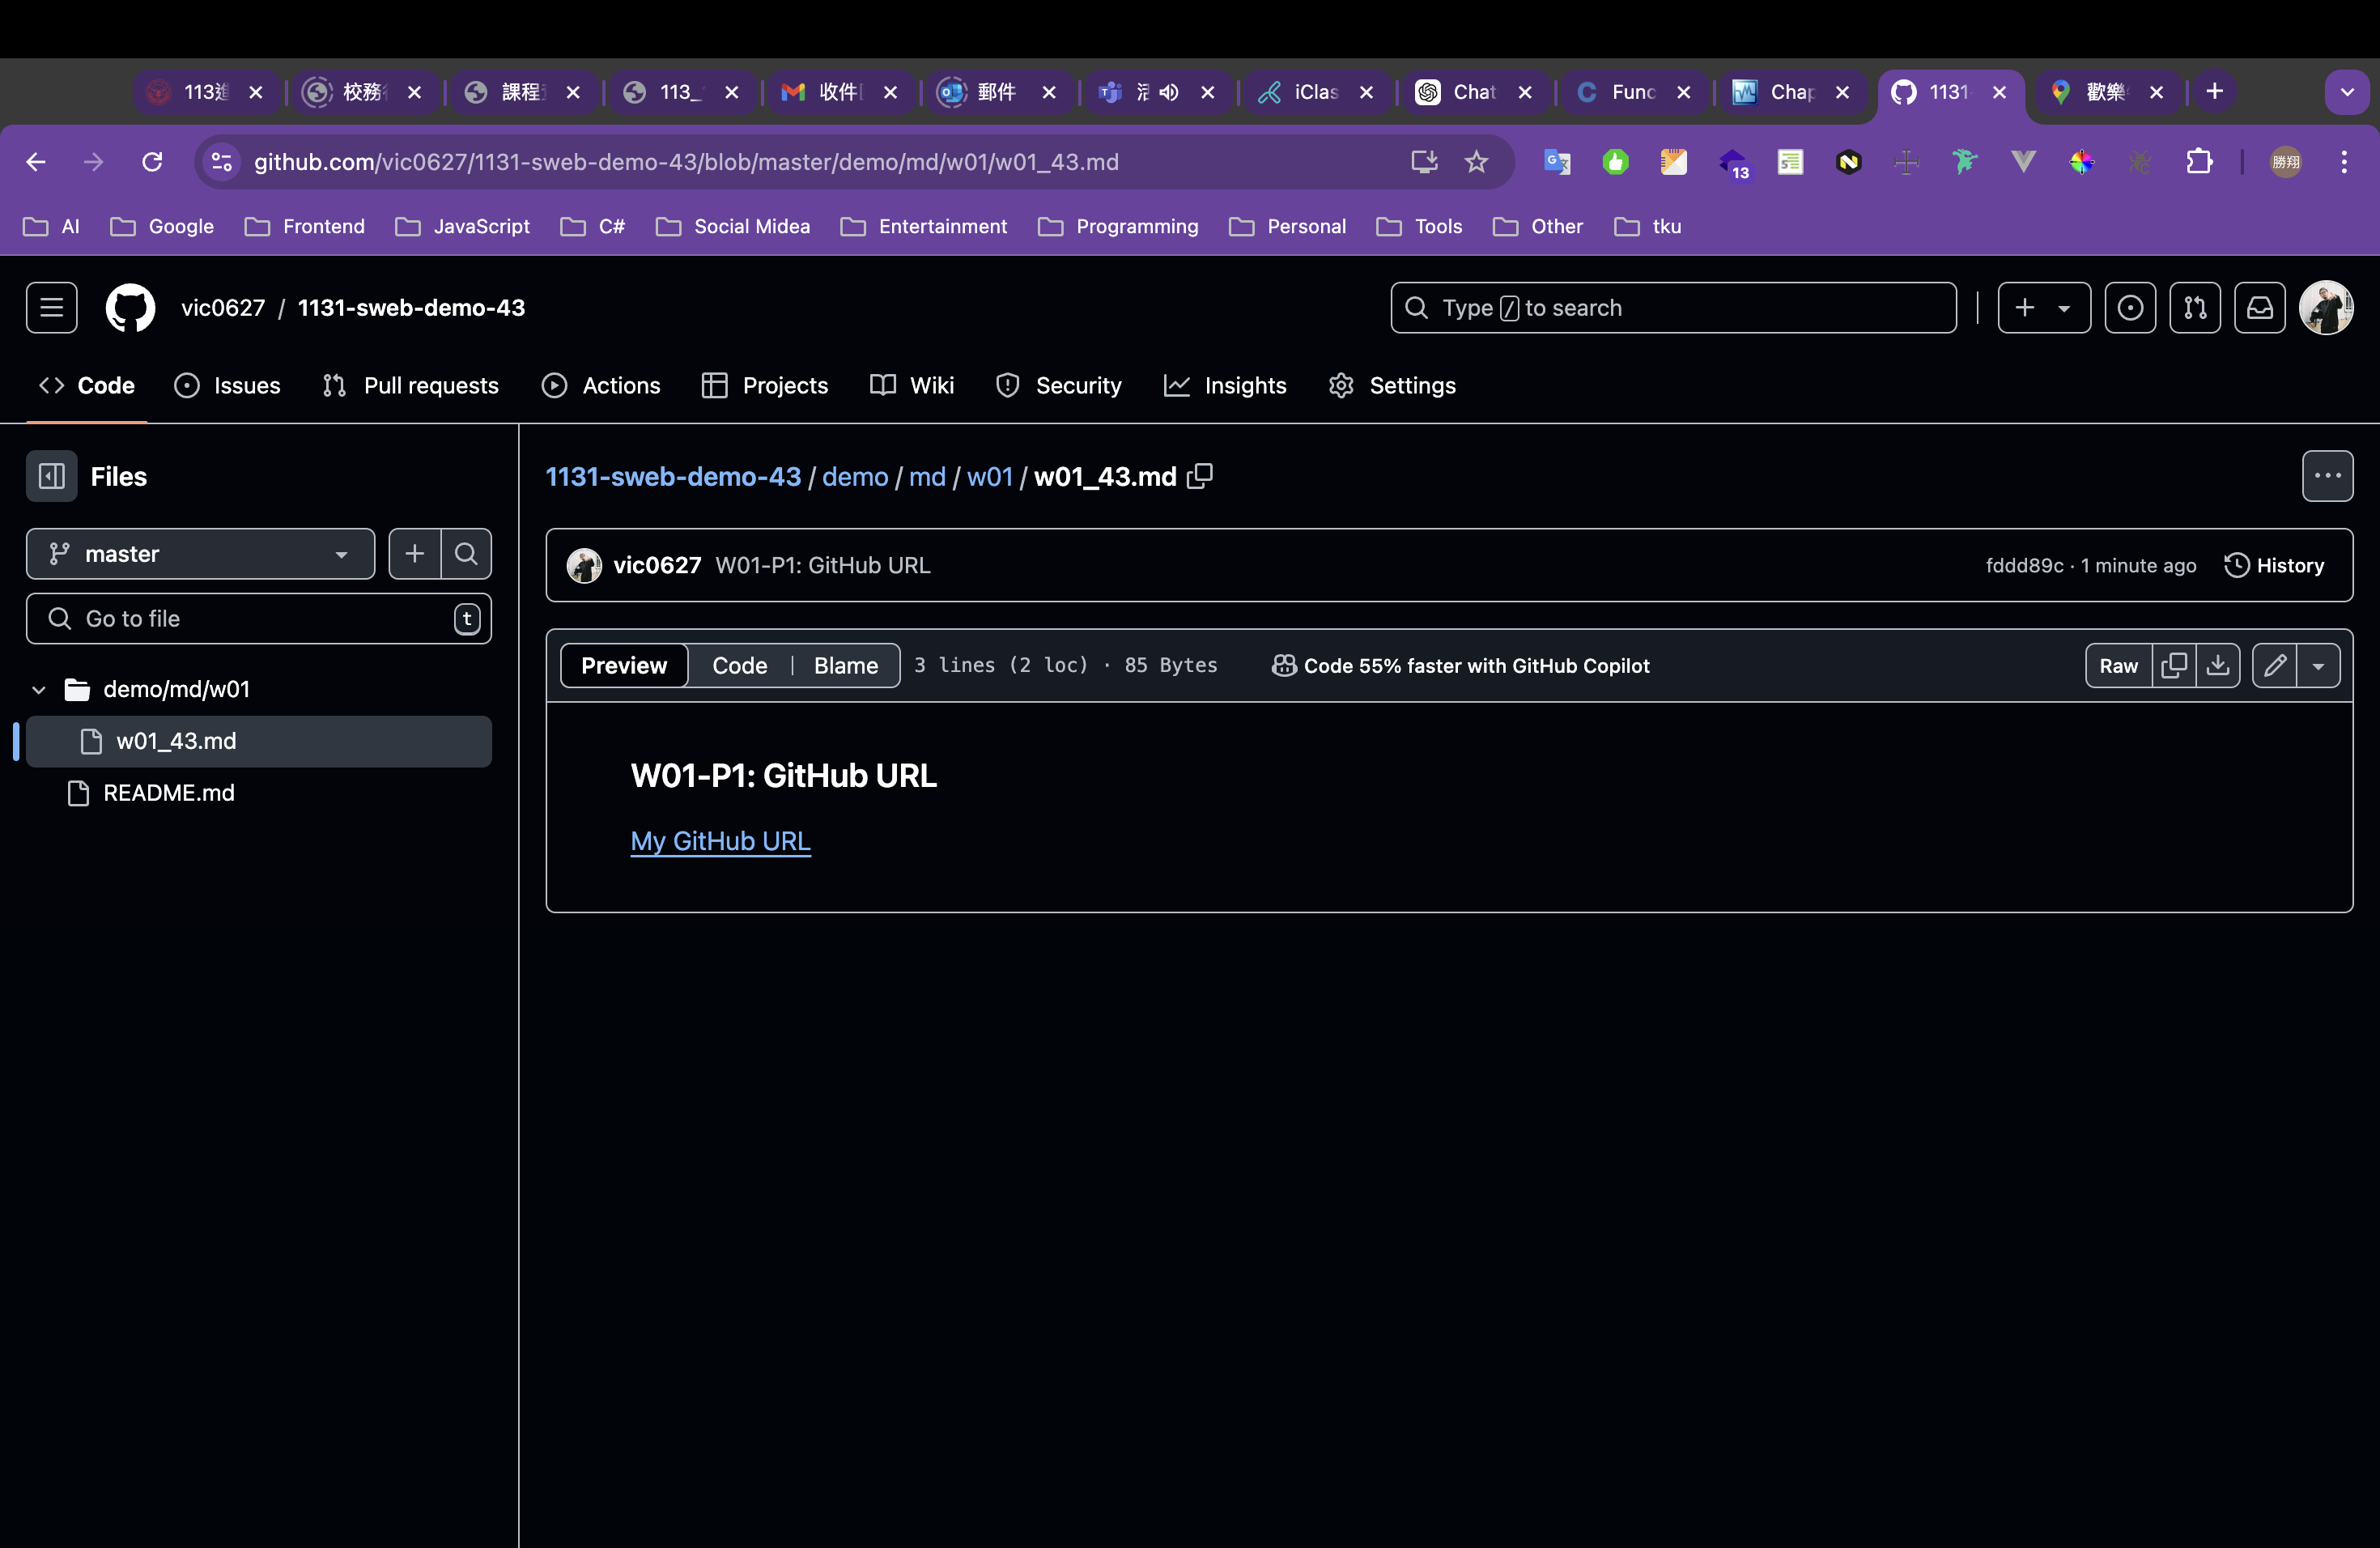 113進
校務
課程
113_
收件
郵件
iClas
Chat
Func
Chap
1131
歡樂
github.com/vic0627/1131-sweb-demo-43/blob/master/demo/md/w01/w01_43.md
13
勝翔
AI
Google
Frontend
JavaScript
C#
Social Midea
Entertainment
Programming
Personal
Tools
Other
tku
vic0627 / 1131-sweb-demo-43
Type / to search
Code
Issues
Pull requests
Actions
Projects
Wiki
Security
Insights
Settings
Files
1131-sweb-demo-43 / demo / md / w01 / w01_43.md
master
vic0627 W01-P1: GitHub URL
fddd89c · 1 minute ago
History
Go to file
t
Preview
Code
Blame
3 lines (2 loc) · 85 Bytes
Code 55% faster with GitHub Copilot
Raw
demo/md/w01
w01_43.md
README.md
W01-P1: GitHub URL
My GitHub URL